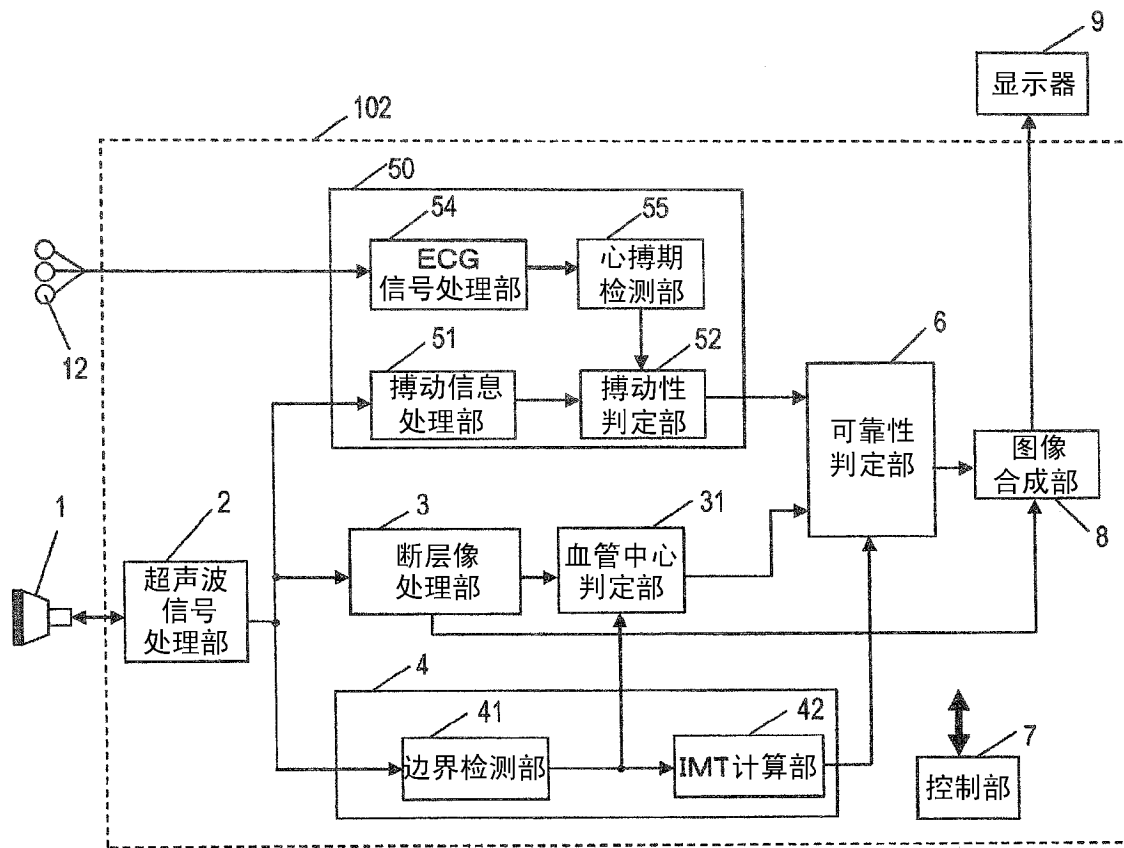 9
显示器
102
50
54
55
ECG
信号处理部
心搏期
检测部
12
51
52
6
搏动信息
处理部
搏动性
判定部
可靠性
判定部
图像
合成部
8
1
2
3
31
超声波
信号
处理部
断层像
处理部
血管中心
判定部
4
41
42
7
边界检测部
IMT计算部
控制部